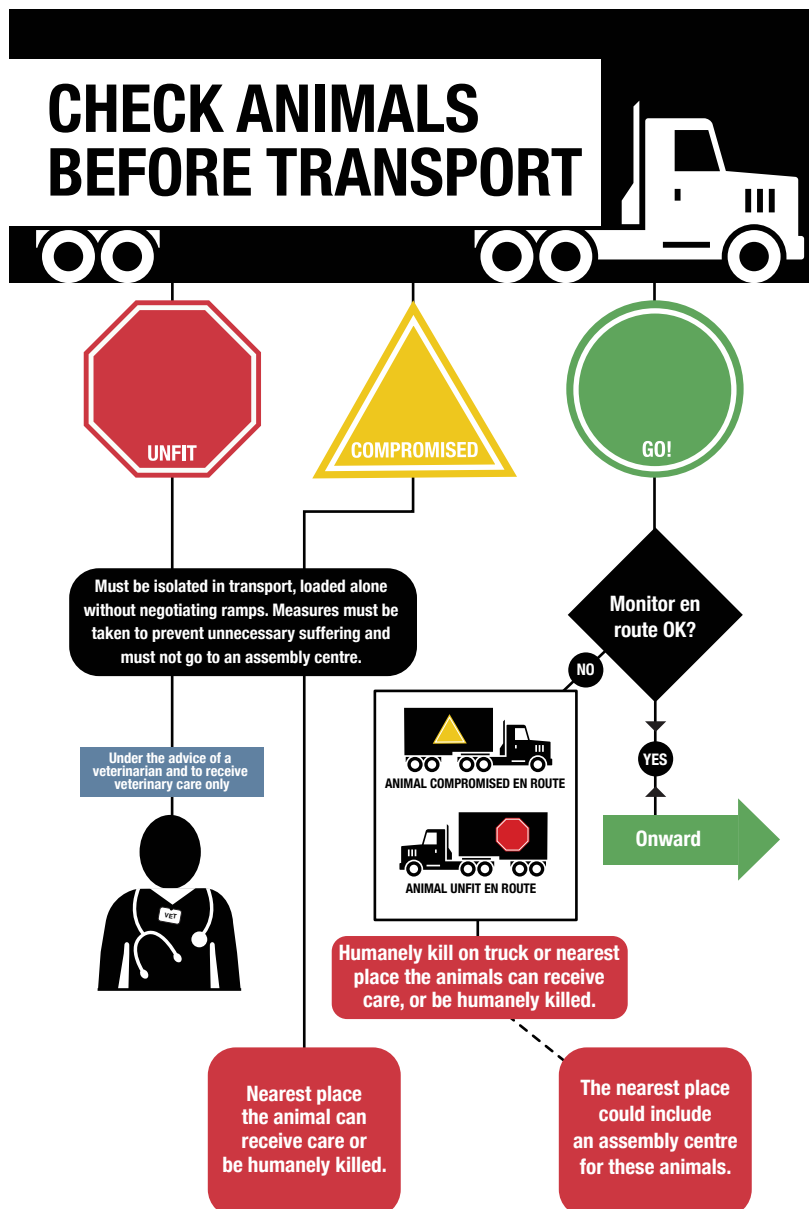 CHECK ANIMALS
BEFORE TRANSPORT
UNFIT
COMPROMISED
GO!
Must be isolated in transport, loaded alone
without negotiating ramps. Measures must be
taken to prevent unnecessary suffering and
must not go to an assembly centre.
Monitor en
route OK?
NO
YES
Onward
ANIMAL COMPROMISED EN ROUTE
ANIMAL UNFIT EN ROUTE
Under the advice of a
veterinarian and to receive
veterinary care only
VET
Humanely kill on truck or nearest
place the animals can receive
care, or be humanely killed.
Nearest place
the animal can
receive care or
be humanely killed.
The nearest place
could include
an assembly centre
for these animals.